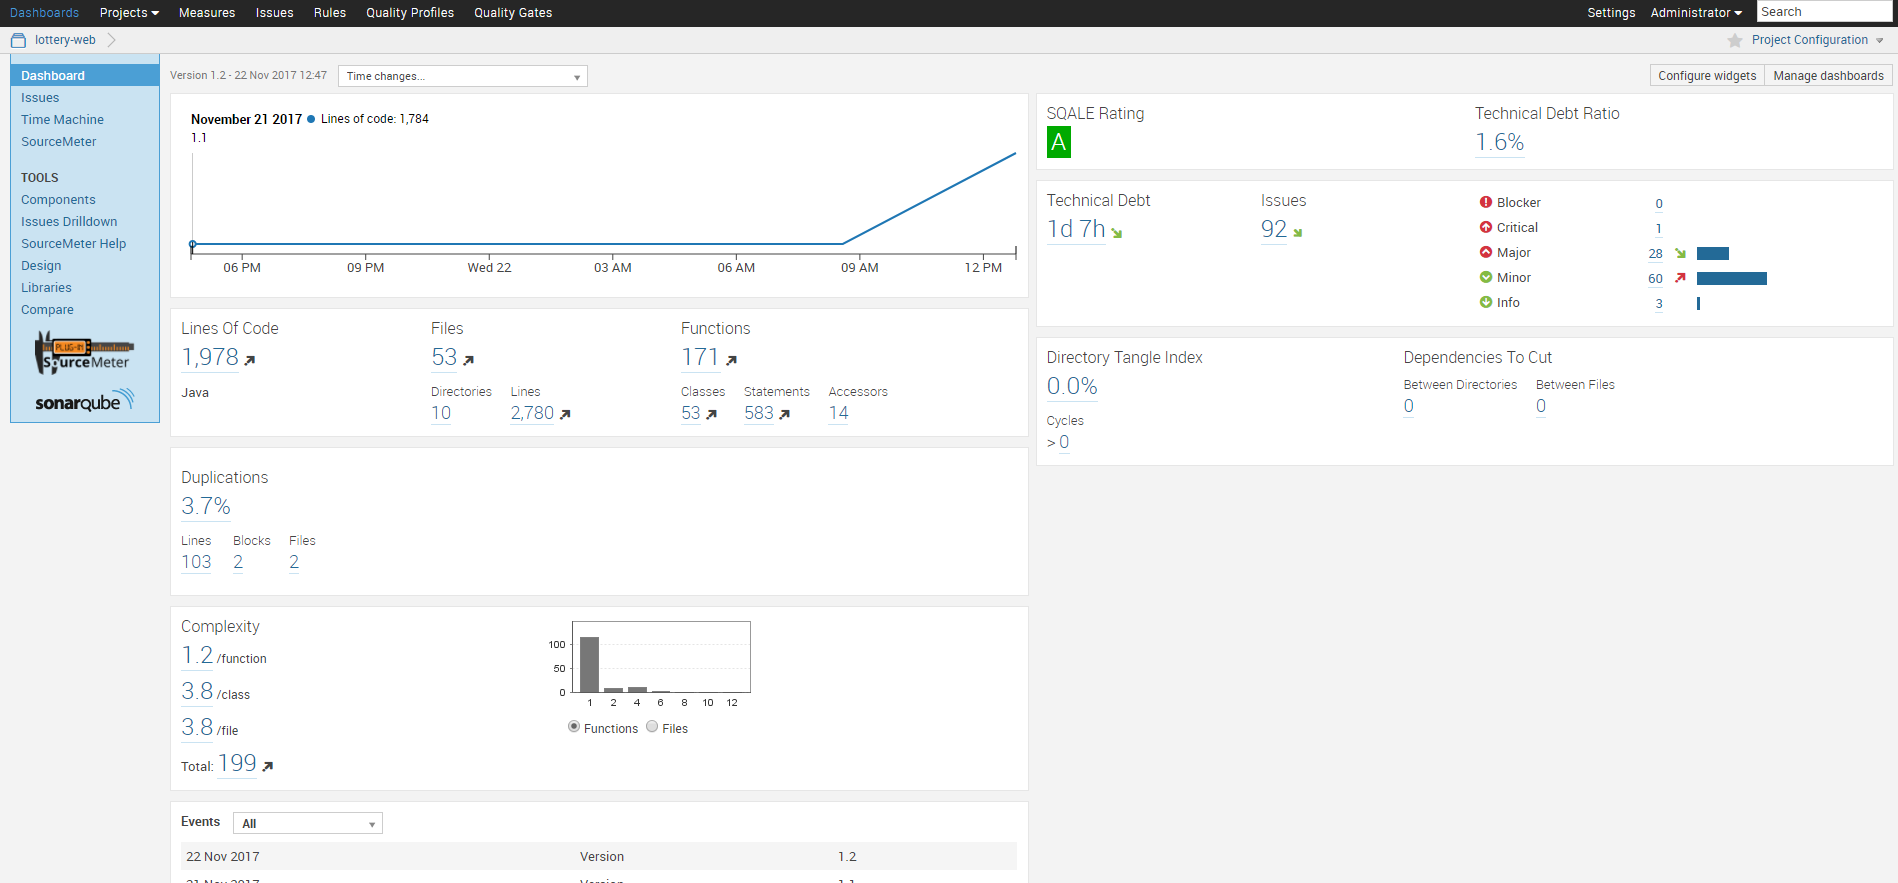 Dashboards Projects Measures Issues Rules Quality Profiles Quality Gates Settings Administrator Search
lottery-web Project Configuration
Dashboard
Issues
Time Machine
SourceMeter
TOOLS
Components
Issues Drilldown
SourceMeter Help
Design
Libraries
Compare
PLUG-IN
SourceMeter
sonarqube
Version 1.2 - 22 Nov 2017 12:47 Time changes... Configure widgets Manage dashboards
November 21 2017 Lines of code: 1,784
1.1
06 PM 09 PM Wed 22 03 AM 06 AM 09 AM 12 PM
Lines Of Code Files Functions
1,978 53 171
Java
Directories Lines Classes Statements Accessors
10 2,780 53 583 14
Duplications
3.7%
Lines Blocks Files
103 2 2
Complexity
1.2 /function
3.8 /class
3.8 /file
Total: 199
100
50
0
1 2 4 6 8 10 12
Functions Files
Events All
22 Nov 2017 Version 1.2
SQALE Rating Technical Debt Ratio
A 1.6%
Technical Debt Issues
1d 7h 92
Blocker 0
Critical 1
Major 28
Minor 60
Info 3
Directory Tangle Index Dependencies To Cut
0.0% Between Directories Between Files
0 0
Cycles
> 0